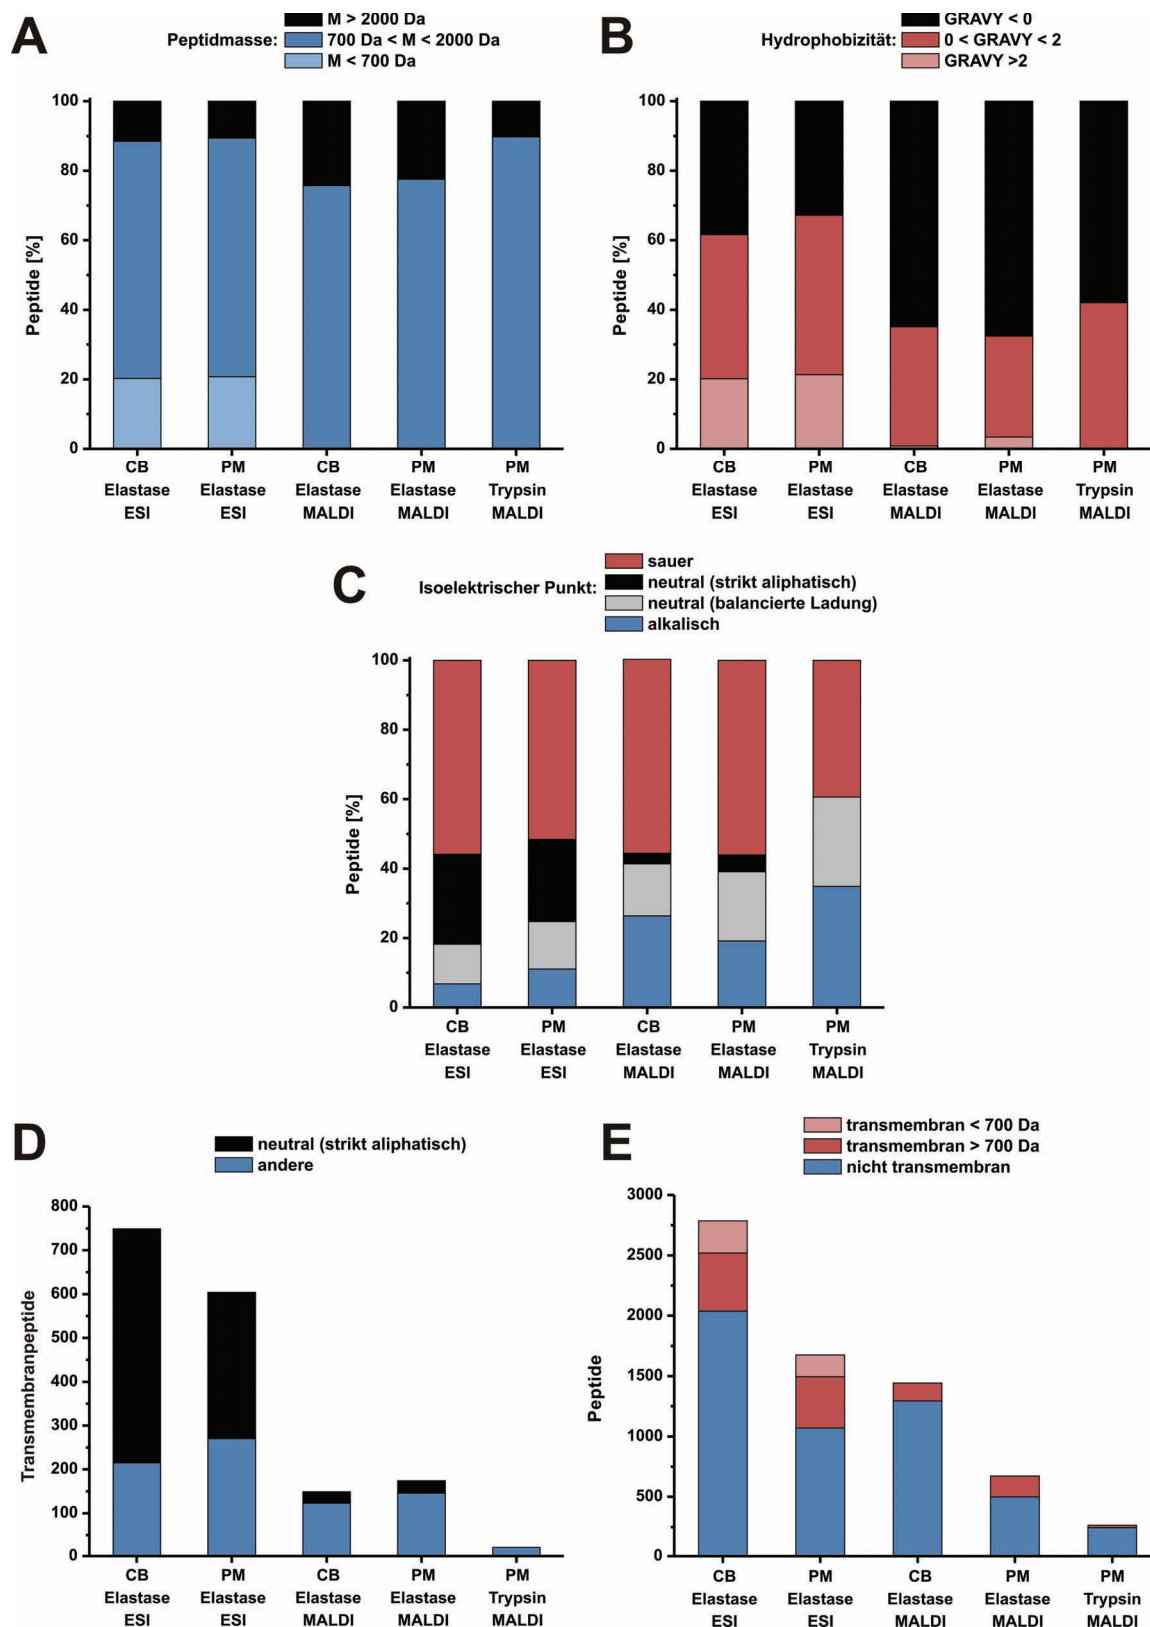 A
M > 2000 Da
Peptidmasse: 700 Da < M < 2000 Da
M < 700 Da
Peptide [%]
100
80
60
40
20
0
CB PM CB PM PM
Elastase Elastase Elastase Elastase Trypsin
ESI ESI MALDI MALDI MALDI
B
GRAVY < 0
Hydrophobizität: 0 < GRAVY < 2
GRAVY >2
Peptide [%]
100
80
60
40
20
0
CB PM CB PM PM
Elastase Elastase Elastase Elastase Trypsin
ESI ESI MALDI MALDI MALDI
C
sauer
Isoelektrischer Punkt: neutral (strikt aliphatisch)
neutral (balancierte Ladung)
alkalisch
Peptide [%]
100
80
60
40
20
0
CB PM CB PM PM
Elastase Elastase Elastase Elastase Trypsin
ESI ESI MALDI MALDI MALDI
D
neutral (strikt aliphatisch)
andere
Transmembranpeptide
800
700
600
500
400
300
200
100
0
CB PM CB PM PM
Elastase Elastase Elastase Elastase Trypsin
ESI ESI MALDI MALDI MALDI
E
transmembran < 700 Da
transmembran > 700 Da
nicht transmembran
Peptide
3000
2500
2000
1500
1000
500
0
CB PM CB PM PM
Elastase Elastase Elastase Elastase Trypsin
ESI ESI MALDI MALDI MALDI